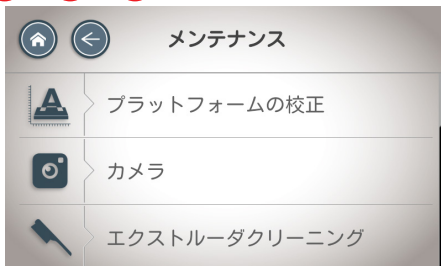 メンテナンス
プラットフォームの校正
カメラ
エクストルーダクリーニング